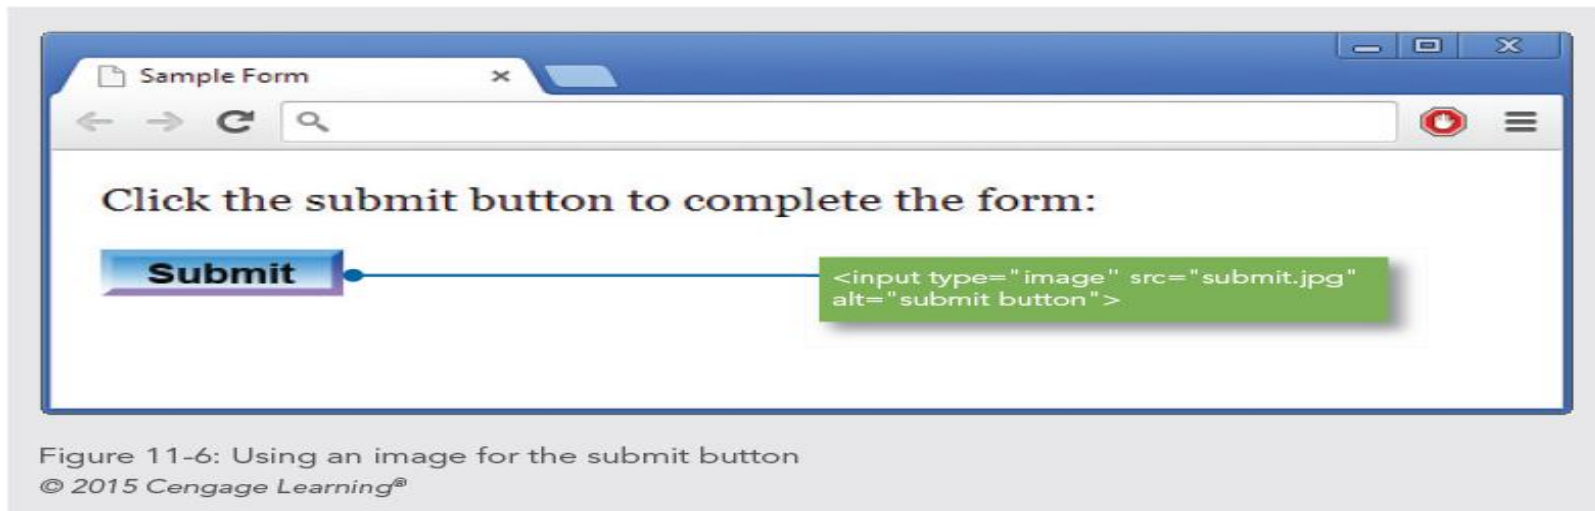 Sample Form
Click the submit button to complete the form:
Submit
<input type="image" src="submit.jpg"
alt="submit button">
Figure 11-6: Using an image for the submit button
© 2015 Cengage Learning®